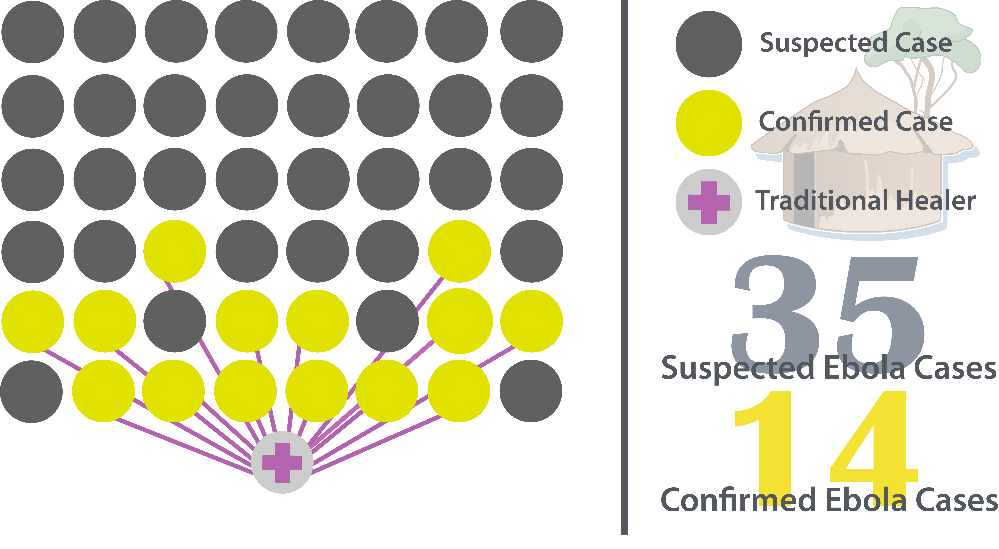 Suspected Case
Confirmed Case
Traditional Healer
35
Suspected Ebola Cases
14
Confirmed Ebola Cases